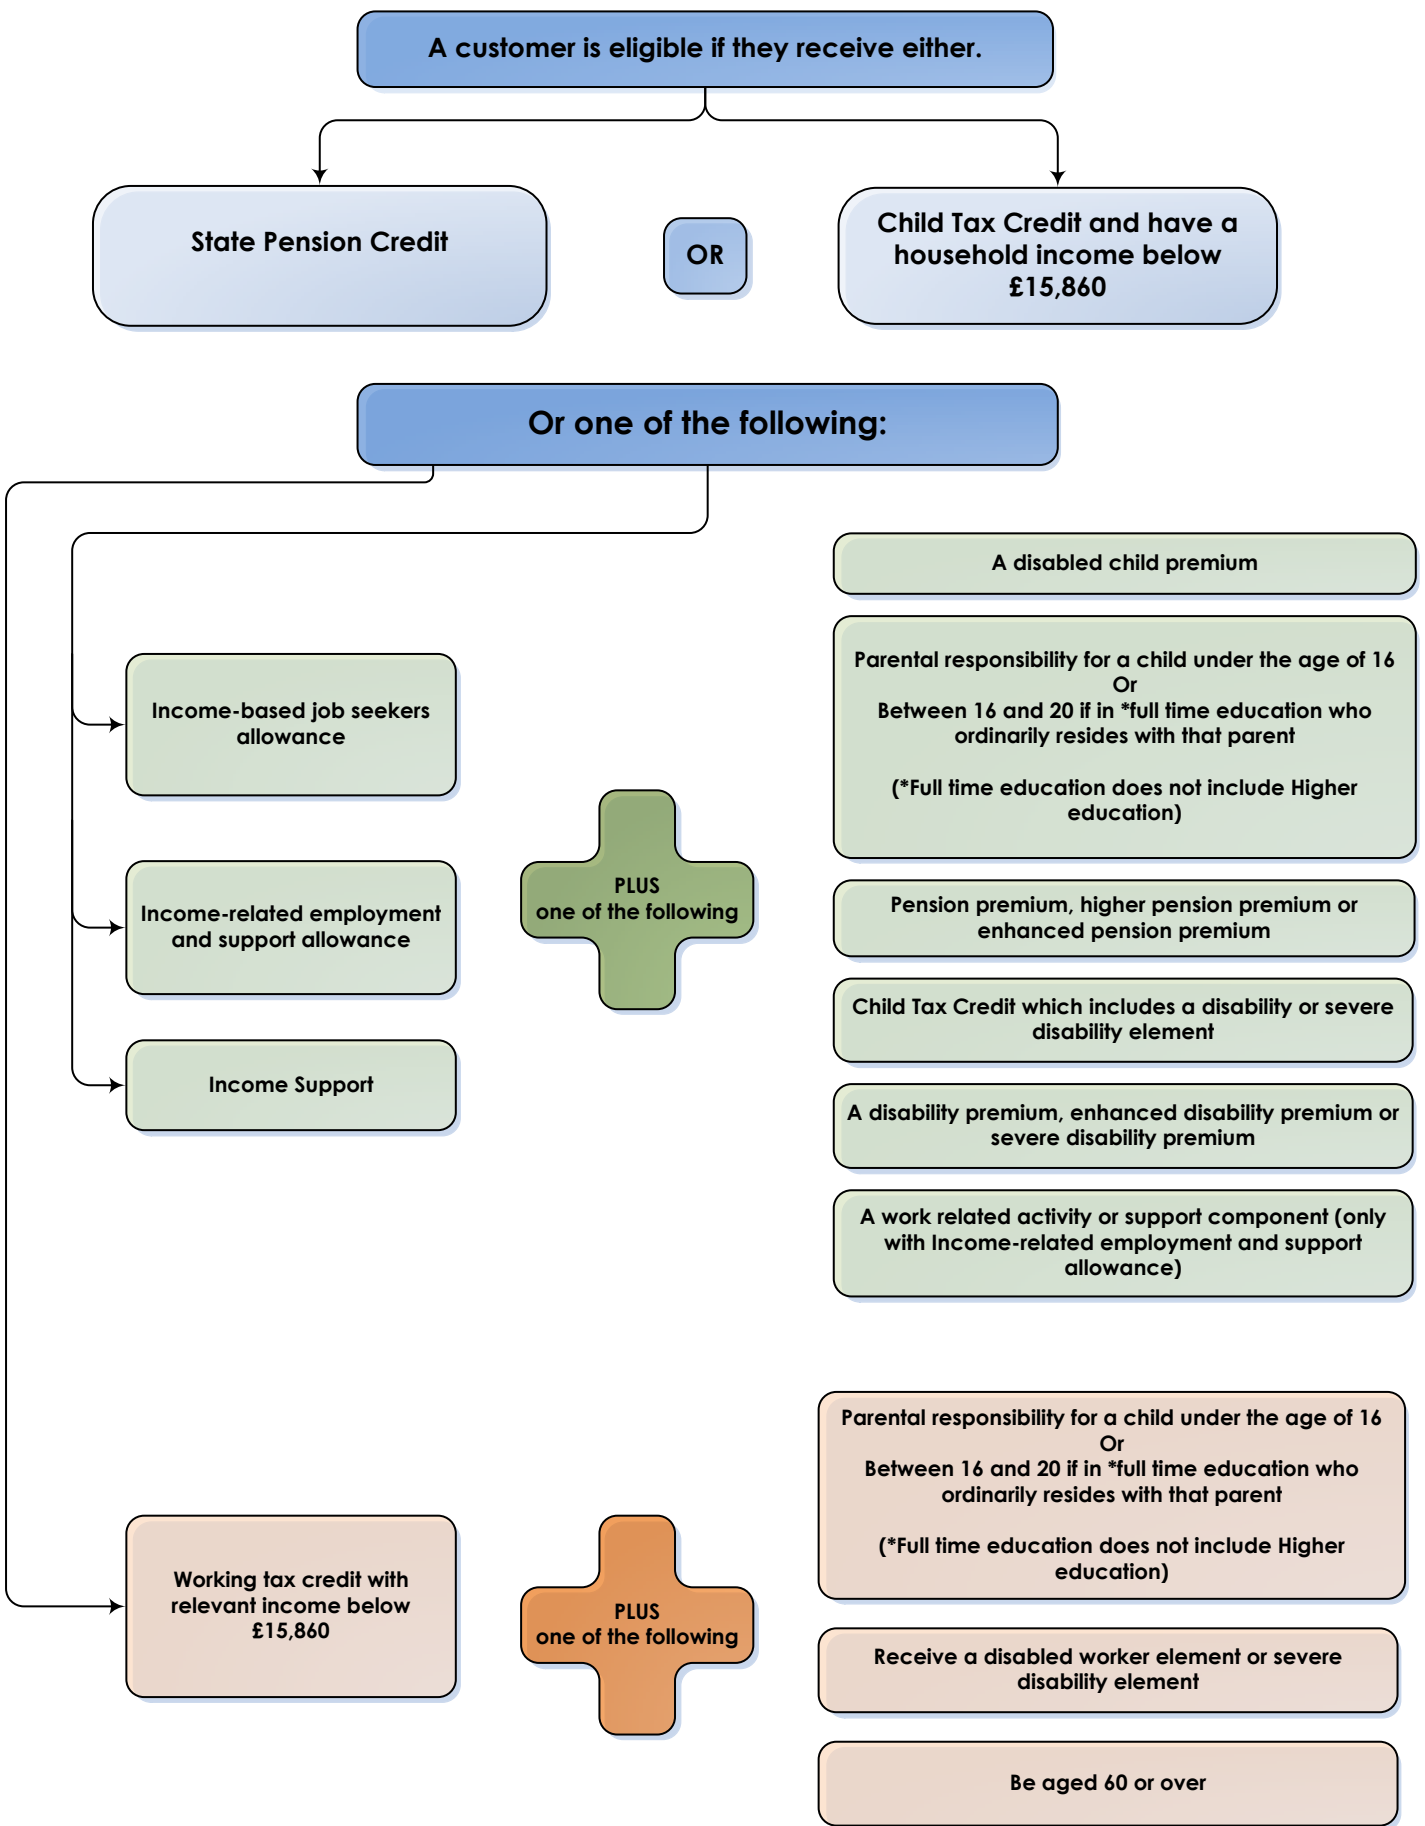 A customer is eligible if they receive either.
State Pension Credit
OR
Child Tax Credit and have a
household income below
£15,860
Or one of the following:
Income-based job seekers
allowance
Income-related employment
and support allowance
Income Support
PLUS
one of the following
A disabled child premium
Parental responsibility for a child under the age of 16
Or
Between 16 and 20 if in *full time education who
ordinarily resides with that parent
(*Full time education does not include Higher
education)
Pension premium, higher pension premium or
enhanced pension premium
Child Tax Credit which includes a disability or severe
disability element
A disability premium, enhanced disability premium or
severe disability premium
A work related activity or support component (only
with Income-related employment and support
allowance)
Working tax credit with
relevant income below
£15,860
PLUS
one of the following
Parental responsibility for a child under the age of 16
Or
Between 16 and 20 if in *full time education who
ordinarily resides with that parent
(*Full time education does not include Higher
education)
Receive a disabled worker element or severe
disability element
Be aged 60 or over